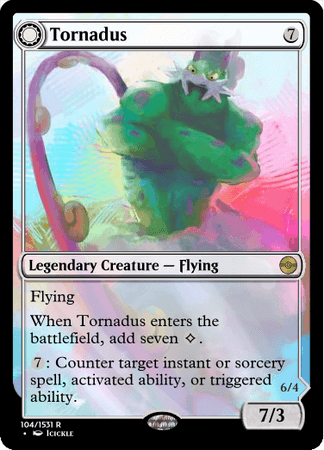 Tornadus 7
Legendary Creature — Flying
Flying
When Tornadus enters the
battlefield, add seven ◇.
7 : Counter target instant or sorcery
spell, activated ability, or triggered
ability.
6/4
7/3
104/1531 R
• Icickle